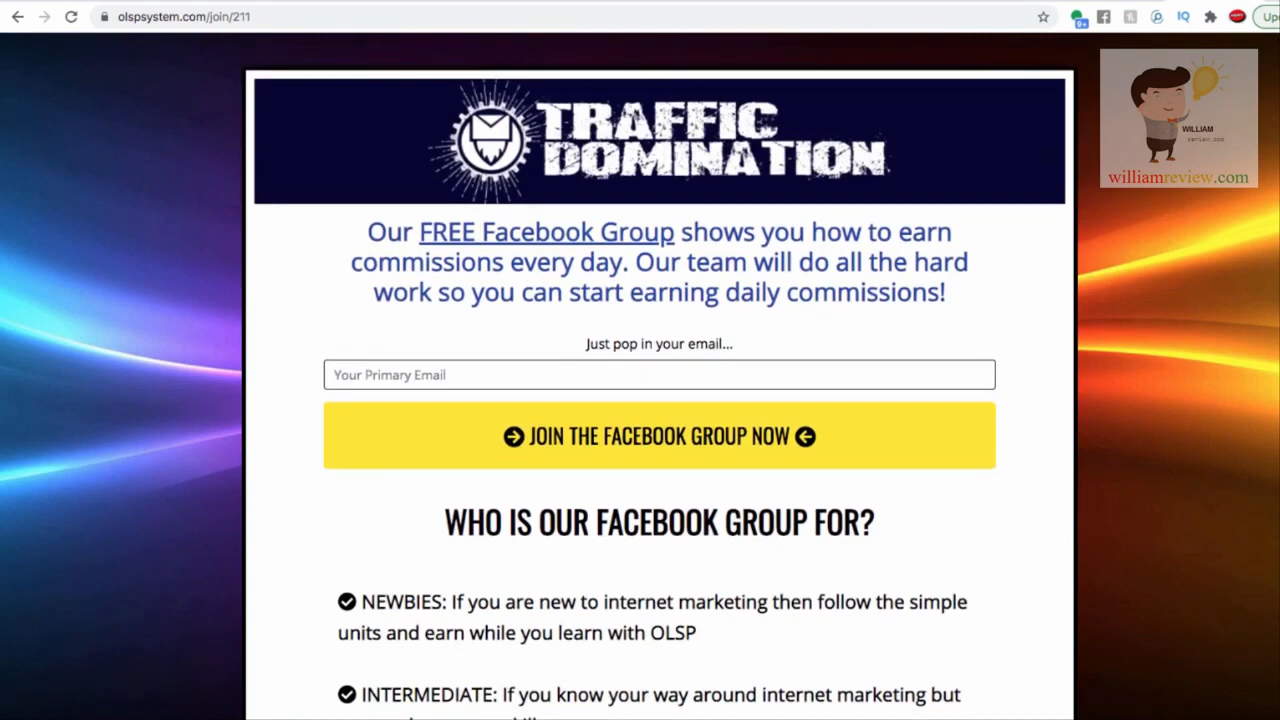 olspsystem.com/join/211
9+
IQ
WILLIAM
williamreview.com
TRAFFIC
DOMINATION
Our FREE Facebook Group shows you how to earn
commissions every day. Our team will do all the hard
work so you can start earning daily commissions!
Just pop in your email...
Your Primary Email
JOIN THE FACEBOOK GROUP NOW
WHO IS OUR FACEBOOK GROUP FOR?
NEWBIES: If you are new to internet marketing then follow the simple
units and earn while you learn with OLSP
INTERMEDIATE: If you know your way around internet marketing but